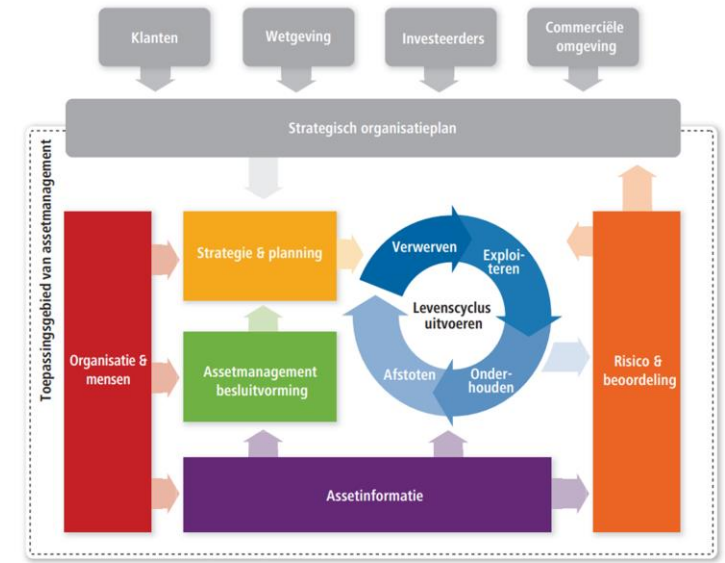 Klanten
Wetgeving
Investeerders
Commerciële
omgeving
Strategisch organisatieplan
Toepassingsgebied van assetmanagement
Organisatie &
mensen
Strategie & planning
Assetmanagement
besluitvorming
Verwerven
Exploi-
teren
Levenscyclus
uitvoeren
Afstoten
Onder-
houden
Risico &
beoordeling
Assetinformatie